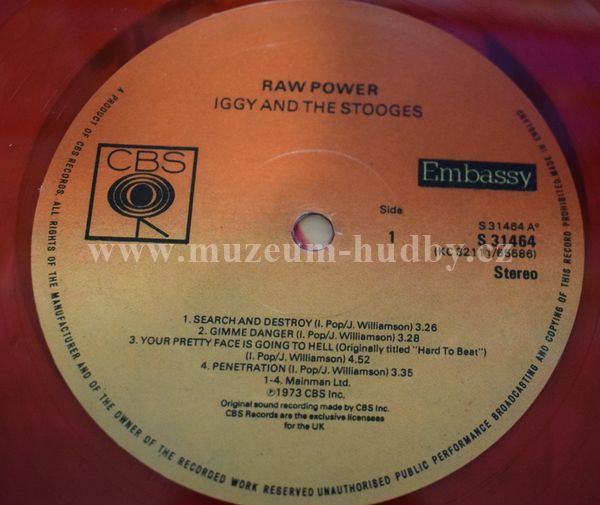 RAW POWER
IGGY AND THE STOOGES
CBS
Embassy
Side
1
S 31464 A°
S 31464
Stereo
www.muzeum-hudby.cz
1. SEARCH AND DESTROY (I. Pop/J. Williamson) 3.26
2. GIMME DANGER (I. Pop/J. Williamson) 3.28
3. YOUR PRETTY FACE IS GOING TO HELL (Originally titled "Hard To Beat")
(I. Pop/J. Williamson) 4.52
4. PENETRATION (I. Pop/J. Williamson) 3.35
1-4. Mainman Ltd.
℗1973 CBS Inc.
Original sound recording made by CBS Inc.
CBS Records are the exclusive licensees
for the UK
A PRODUCT OF CBS RECORDS. ALL RIGHTS OF THE MANUFACTURER AND OF THE OWNER OF THE RECORDED WORK RESERVED UNAUTHORISED PUBLIC PERFORMANCE BROADCASTING AND COPYING OF THIS RECORD PROHIBITED. MADE IN ENGLAND